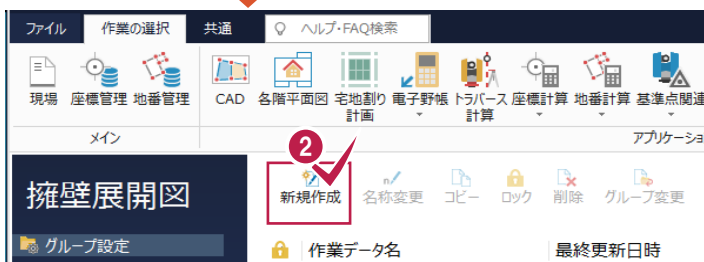 ファイル 作業の選択 共通 ヘルプ・FAQ検索
現場 座標管理 地番管理 CAD 各階平面図 宅地割り計画 電子野帳 トラバース計算 座標計算 地番計算 基準点関連
メイン アプリケーショ
2
擁壁展開図 新規作成 名称変更 コピー ロック 削除 グループ変更
グループ設定 作業データ名 最終更新日時